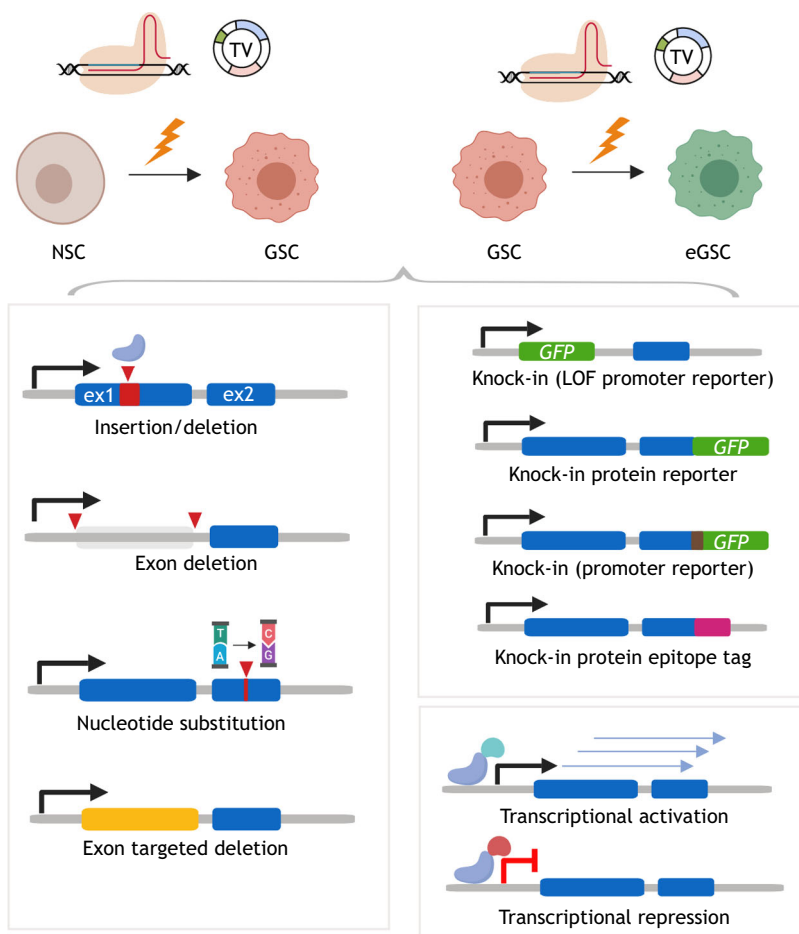 TV
TV
NSC
GSC
GSC
eGSC
ex1
ex2
Insertion/deletion
Exon deletion
T
C
A
G
Nucleotide substitution
Exon targeted deletion
GFP
Knock-in (LOF promoter reporter)
GFP
Knock-in protein reporter
GFP
Knock-in (promoter reporter)
Knock-in protein epitope tag
Transcriptional activation
Transcriptional repression